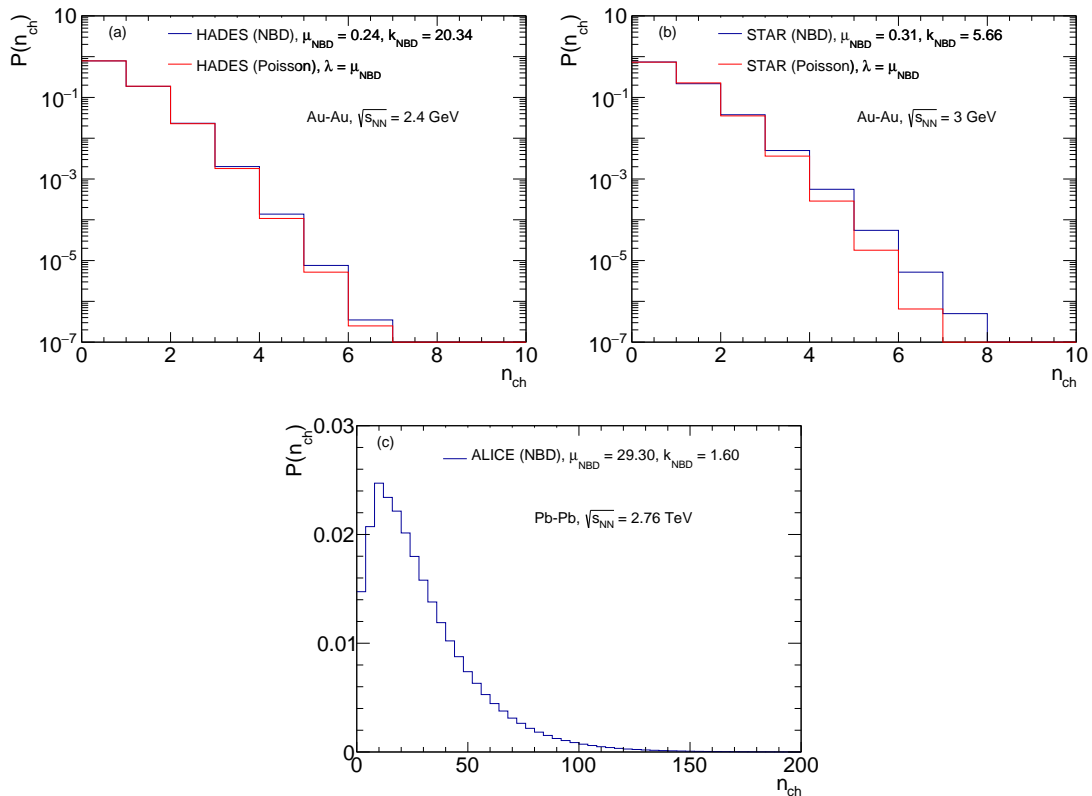 P(n_ch)
(a)
HADES (NBD), μ_NBD = 0.24, k_NBD = 20.34
HADES (Poisson), λ = μ_NBD
Au-Au, √s_NN = 2.4 GeV
10
10^−1
10^−3
10^−5
10^−7
0 2 4 6 8 10
n_ch
P(n_ch)
(b)
STAR (NBD), μ_NBD = 0.31, k_NBD = 5.66
STAR (Poisson), λ = μ_NBD
Au-Au, √s_NN = 3 GeV
10
10^−1
10^−3
10^−5
10^−7
0 2 4 6 8 10
n_ch
P(n_ch)
(c)
ALICE (NBD), μ_NBD = 29.30, k_NBD = 1.60
Pb-Pb, √s_NN = 2.76 TeV
0.03
0.02
0.01
0
0 50 100 150 200
n_ch